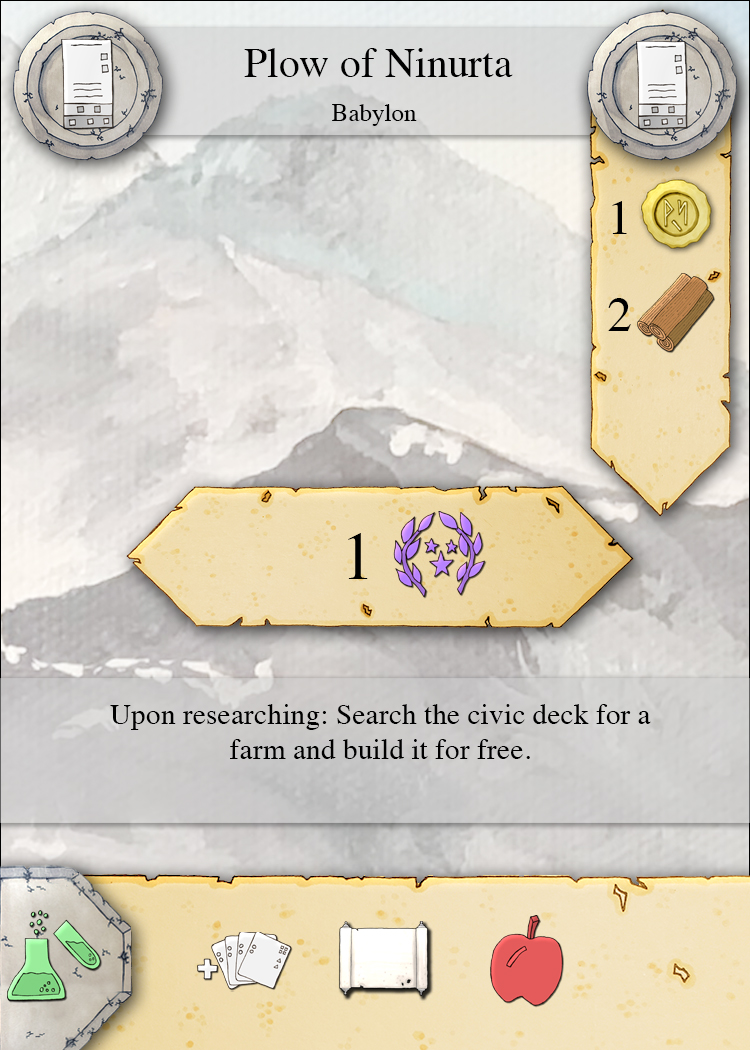 Plow of Ninurta
Babylon
1
2
1
Upon researching: Search the civic deck for a
farm and build it for free.